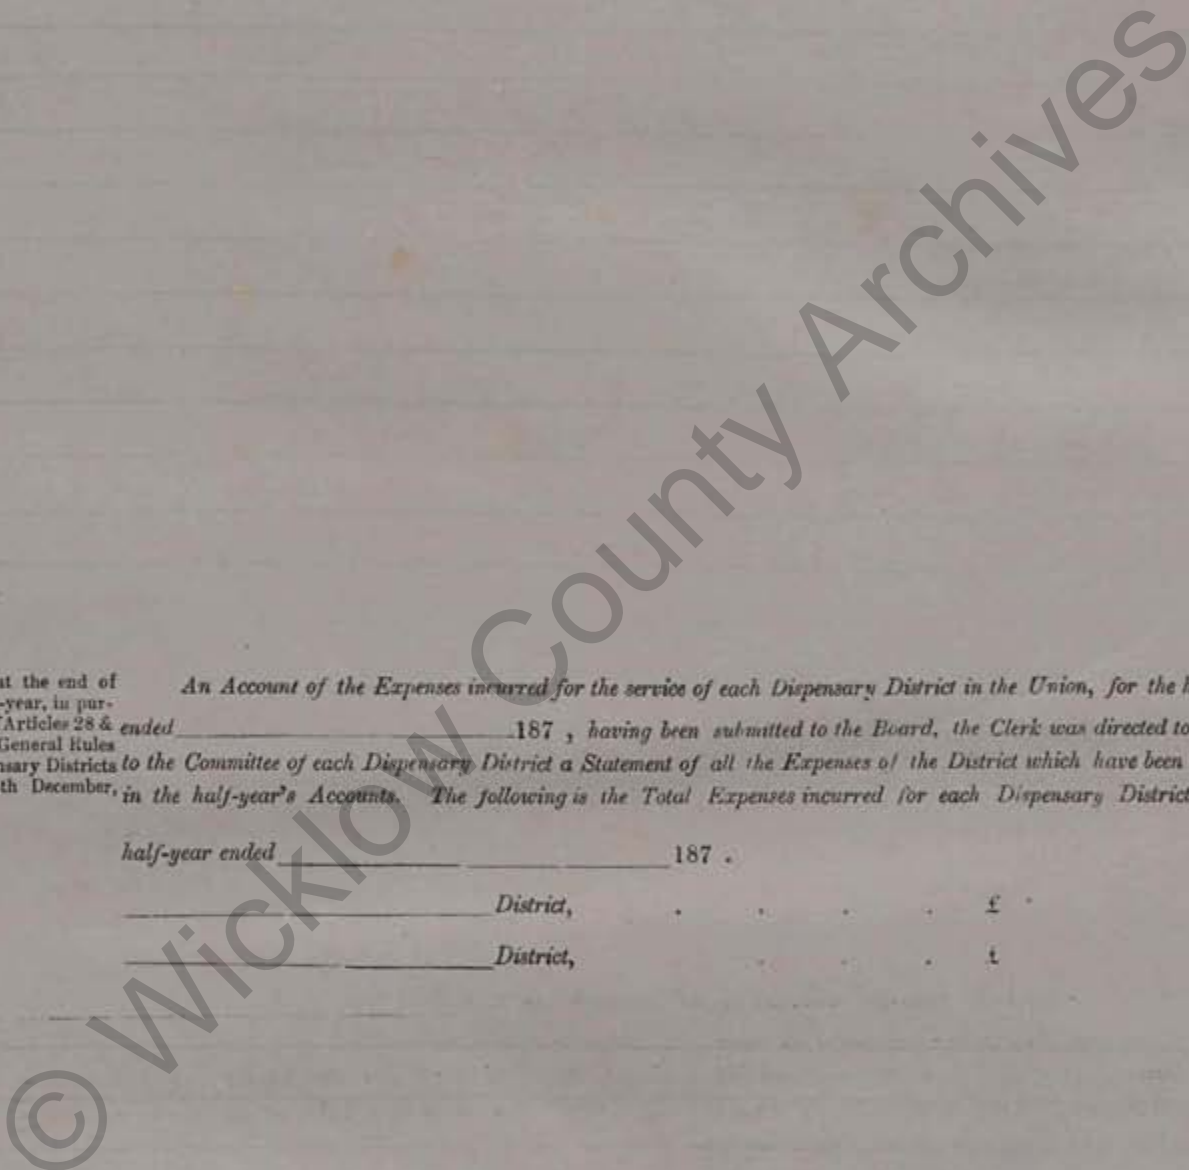 at the end of
-year, in pur-
Articles 28 &
General Rules
nsary Districts
th December,
An Account of the Expenses incurred for the service of each Dispensary District in the Union, for the h
ended 187 , having been submitted to the Board, the Clerk was directed to
to the Committee of each Dispensary District a Statement of all the Expenses of the District which have been
in the half-year's Accounts. The following is the Total Expenses incurred for each Dispensary District
half-year ended 187 .
District, . . . . £
District, . . . £
© Wicklow County Archives